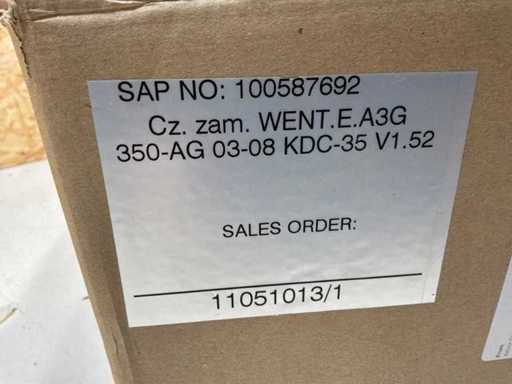 SAP NO: 100587692
Cz. zam. WENT.E.A3G
350-AG 03-08 KDC-35 V1.52
SALES ORDER:
11051013/1